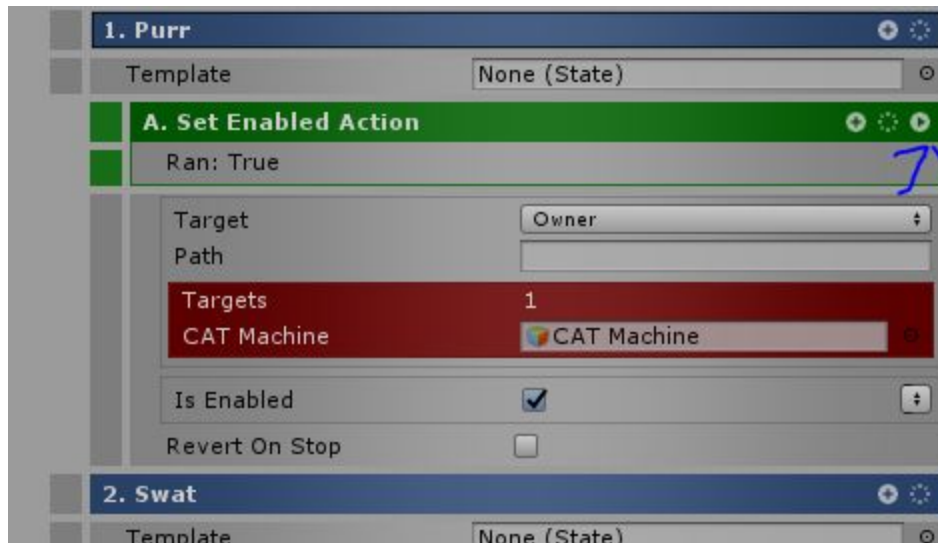 1. Purr
Template None (State)
A. Set Enabled Action
Ran: True
Target Owner
Path
Targets 1
CAT Machine CAT Machine
Is Enabled
Revert On Stop
2. Swat
Template None (State)